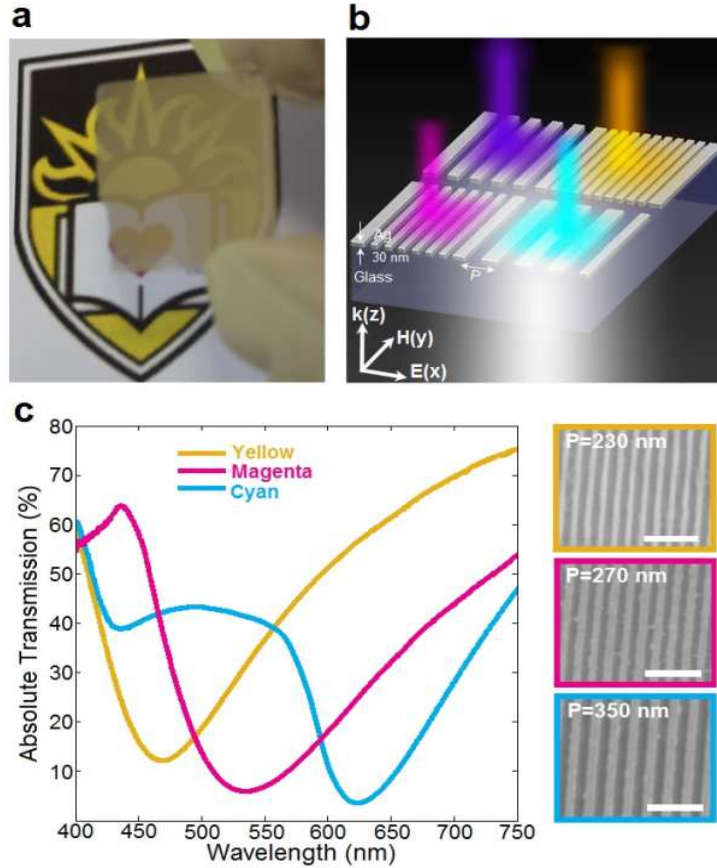 a
b
Ag
30 nm
Glass
P
k(z)
H(y)
E(x)
c
Absolute Transmission (%)
80
70
60
50
40
30
20
10
Yellow
Magenta
Cyan
400
450
500
550
600
650
700
750
Wavelength (nm)
P=230 nm
P=270 nm
P=350 nm